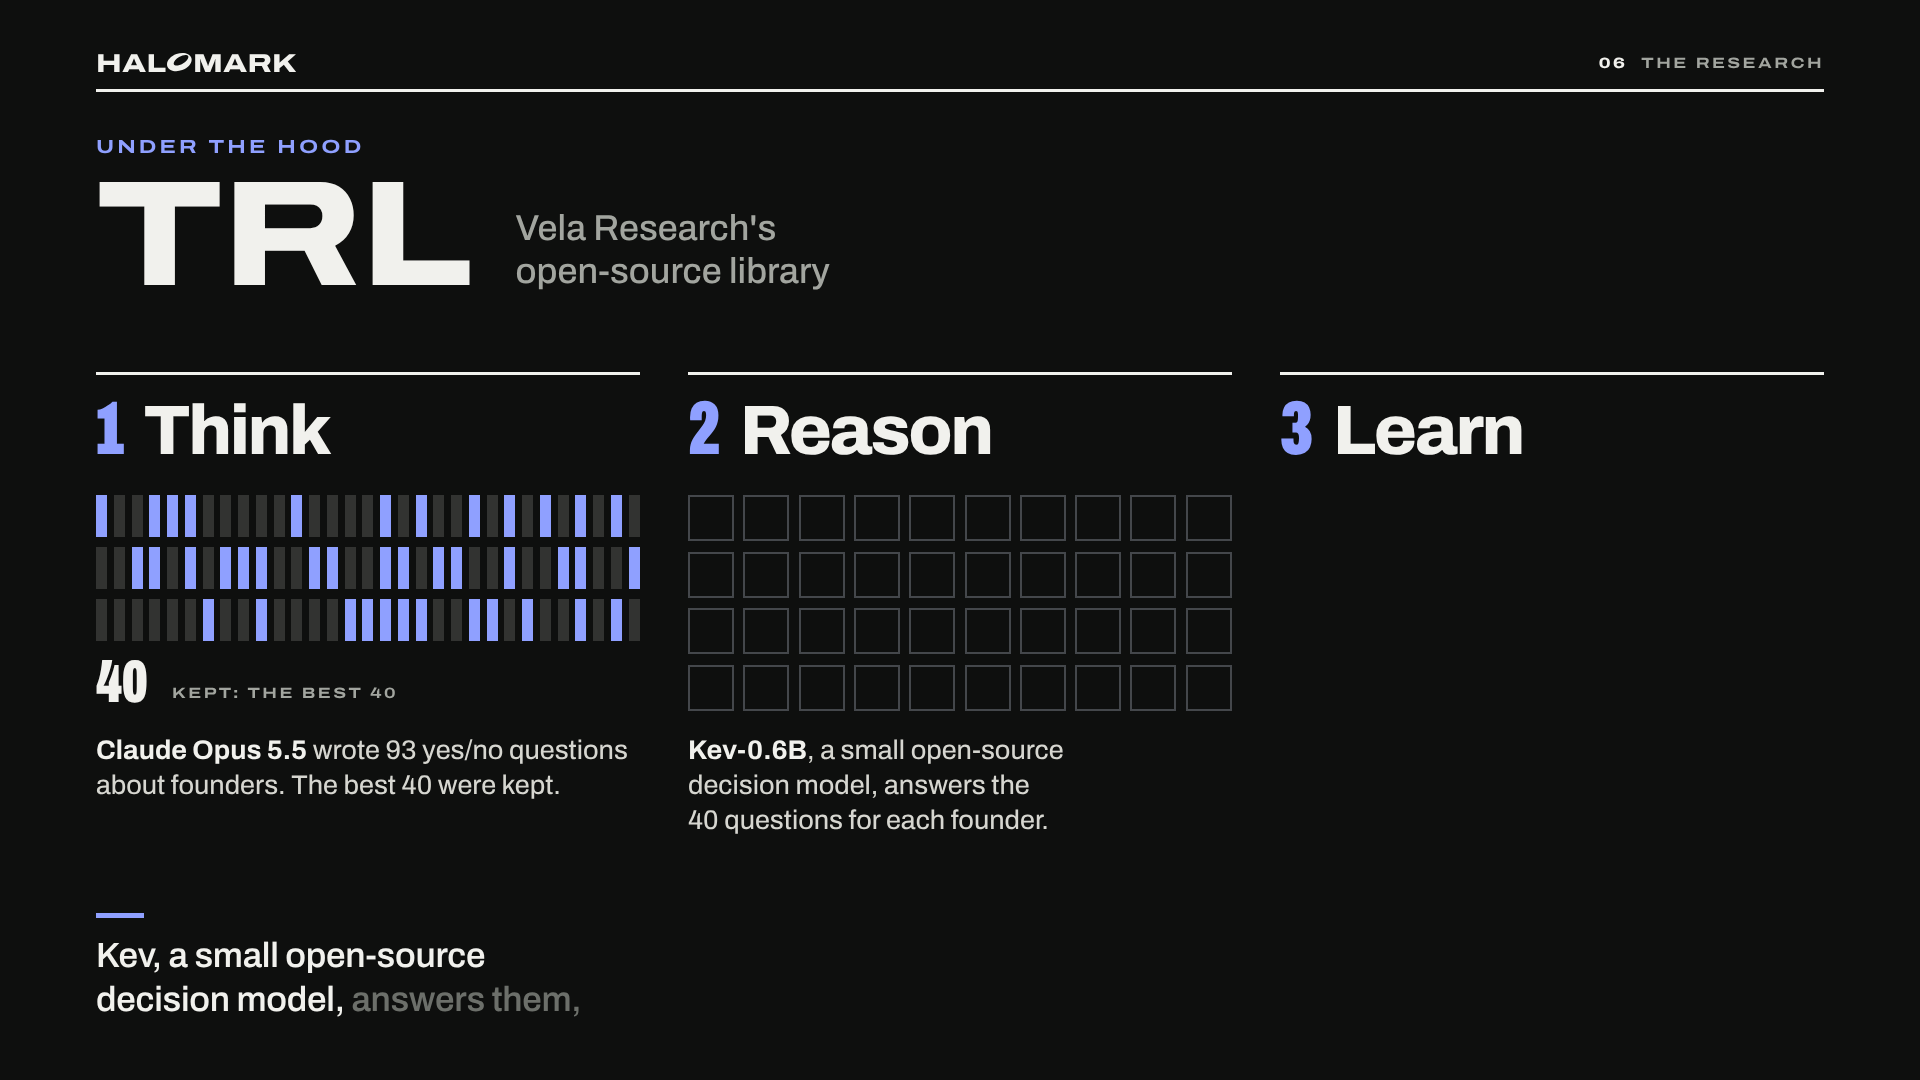 HALOMARK
06 THE RESEARCH
UNDER THE HOOD
TRL
Vela Research's
open-source library
1 Think
40 KEPT: THE BEST 40
Claude Opus 5.5 wrote 93 yes/no questions
about founders. The best 40 were kept.
2 Reason
Kev-0.6B, a small open-source
decision model, answers the
40 questions for each founder.
3 Learn
Kev, a small open-source
decision model, answers them,